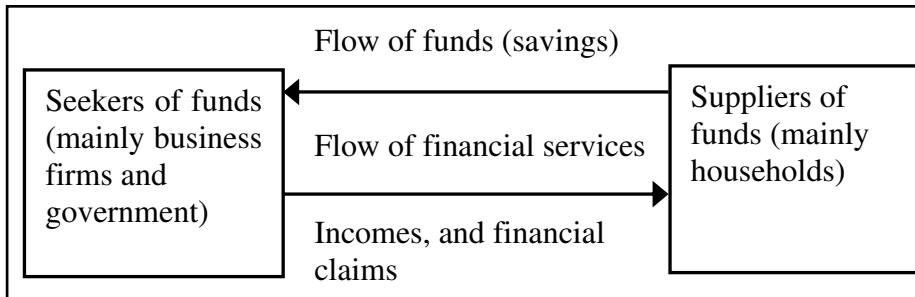 Flow of funds (savings)
Seekers of funds
(mainly business
firms and
government)
Flow of financial services
Incomes, and financial
claims
Suppliers of
funds (mainly
households)